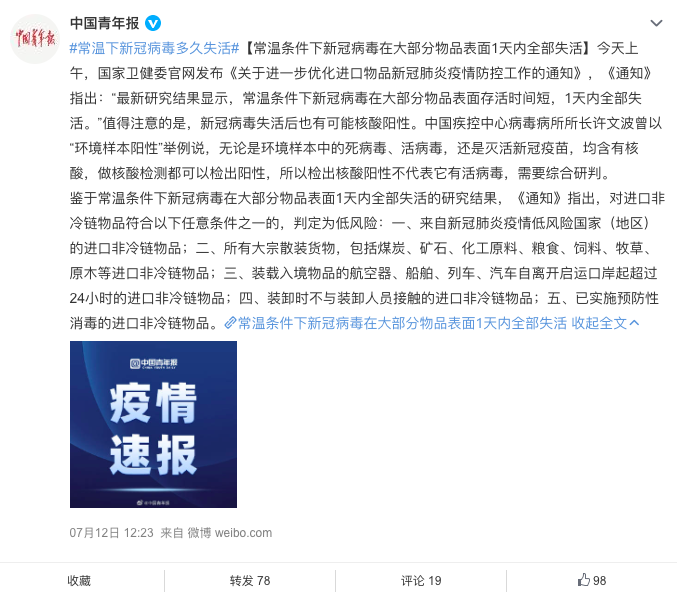 中国青年报
中国青年报
#常温下新冠病毒多久失活#【常温条件下新冠病毒在大部分物品表面1天内全部失活】今天上
午，国家卫健委官网发布《关于进一步优化进口物品新冠肺炎疫情防控工作的通知》，《通知》
指出：“最新研究结果显示，常温条件下新冠病毒在大部分物品表面存活时间短，1天内全部失
活。”值得注意的是，新冠病毒失活后也有可能核酸阳性。中国疾控中心病毒病所所长许文波曾以
“环境样本阳性”举例说，无论是环境样本中的死病毒、活病毒，还是灭活新冠疫苗，均含有核
酸，做核酸检测都可以检出阳性，所以检出核酸阳性不代表它有活病毒，需要综合研判。
鉴于常温条件下新冠病毒在大部分物品表面1天内全部失活的研究结果，《通知》指出，对进口非
冷链物品符合以下任意条件之一的，判定为低风险：一、来自新冠肺炎疫情低风险国家（地区）
的进口非冷链物品；二、所有大宗散装货物，包括煤炭、矿石、化工原料、粮食、饲料、牧草、
原木等进口非冷链物品；三、装载入境物品的航空器、船舶、列车、汽车自离开启运口岸起超过
24小时的进口非冷链物品；四、装卸时不与装卸人员接触的进口非冷链物品；五、已实施预防性
消毒的进口非冷链物品。常温条件下新冠病毒在大部分物品表面1天内全部失活 收起全文
中国青年报
CHINA YOUTH DAILY
疫情
速报
@中国青年报
07月12日 12:23 来自 微博 weibo.com
收藏 转发 78 评论 19 98